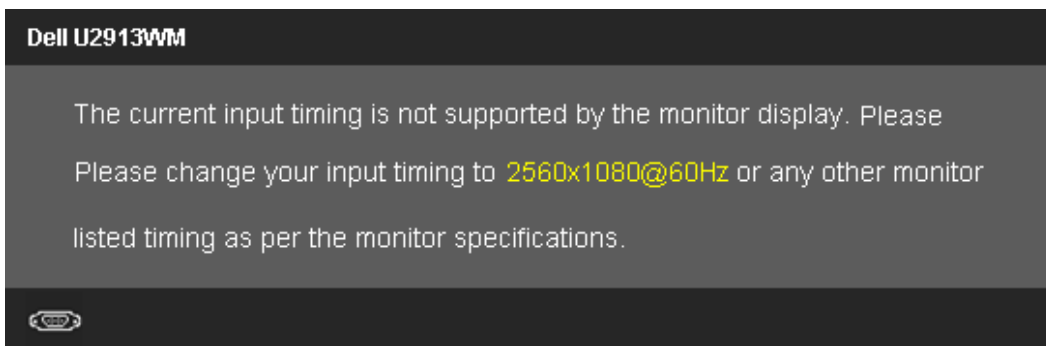 Dell U2913WM
The current input timing is not supported by the monitor display. Please
Please change your input timing to 2560x1080@60Hz or any other monitor
listed timing as per the monitor specifications.